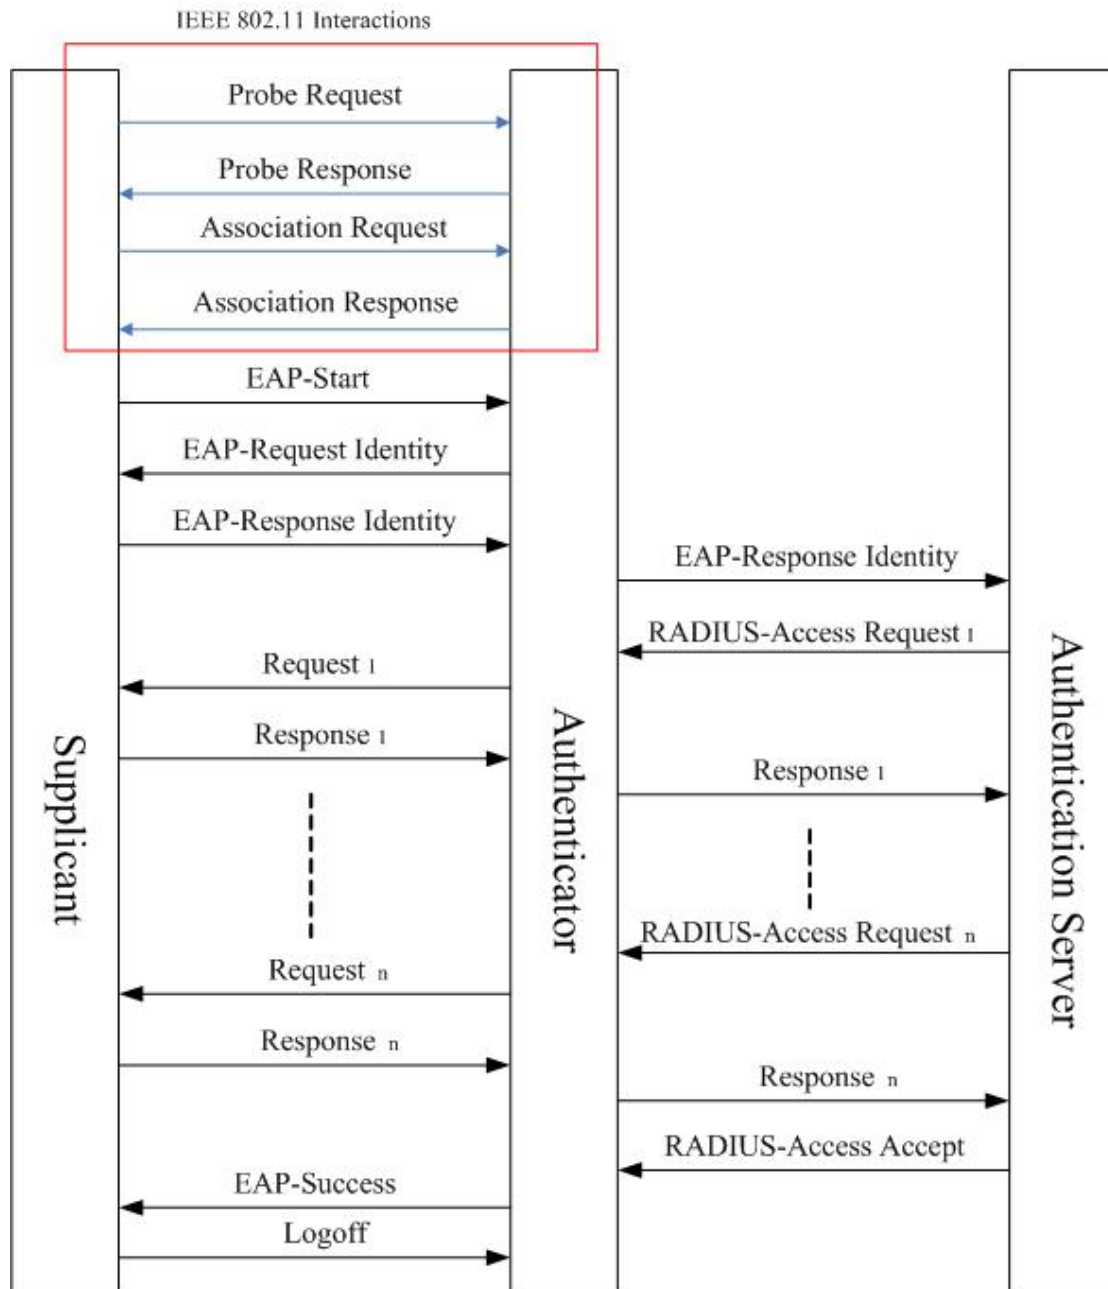 IEEE 802.11 Interactions
Probe Request
Probe Response
Association Request
Association Response
EAP-Start
EAP-Request Identity
EAP-Response Identity
EAP-Response Identity
RADIUS-Access Request 1
Request 1
Response 1
Response 1
RADIUS-Access Request n
Request n
Response n
Response n
RADIUS-Access Accept
EAP-Success
Logoff
Supplicant
Authenticator
Authentication Server